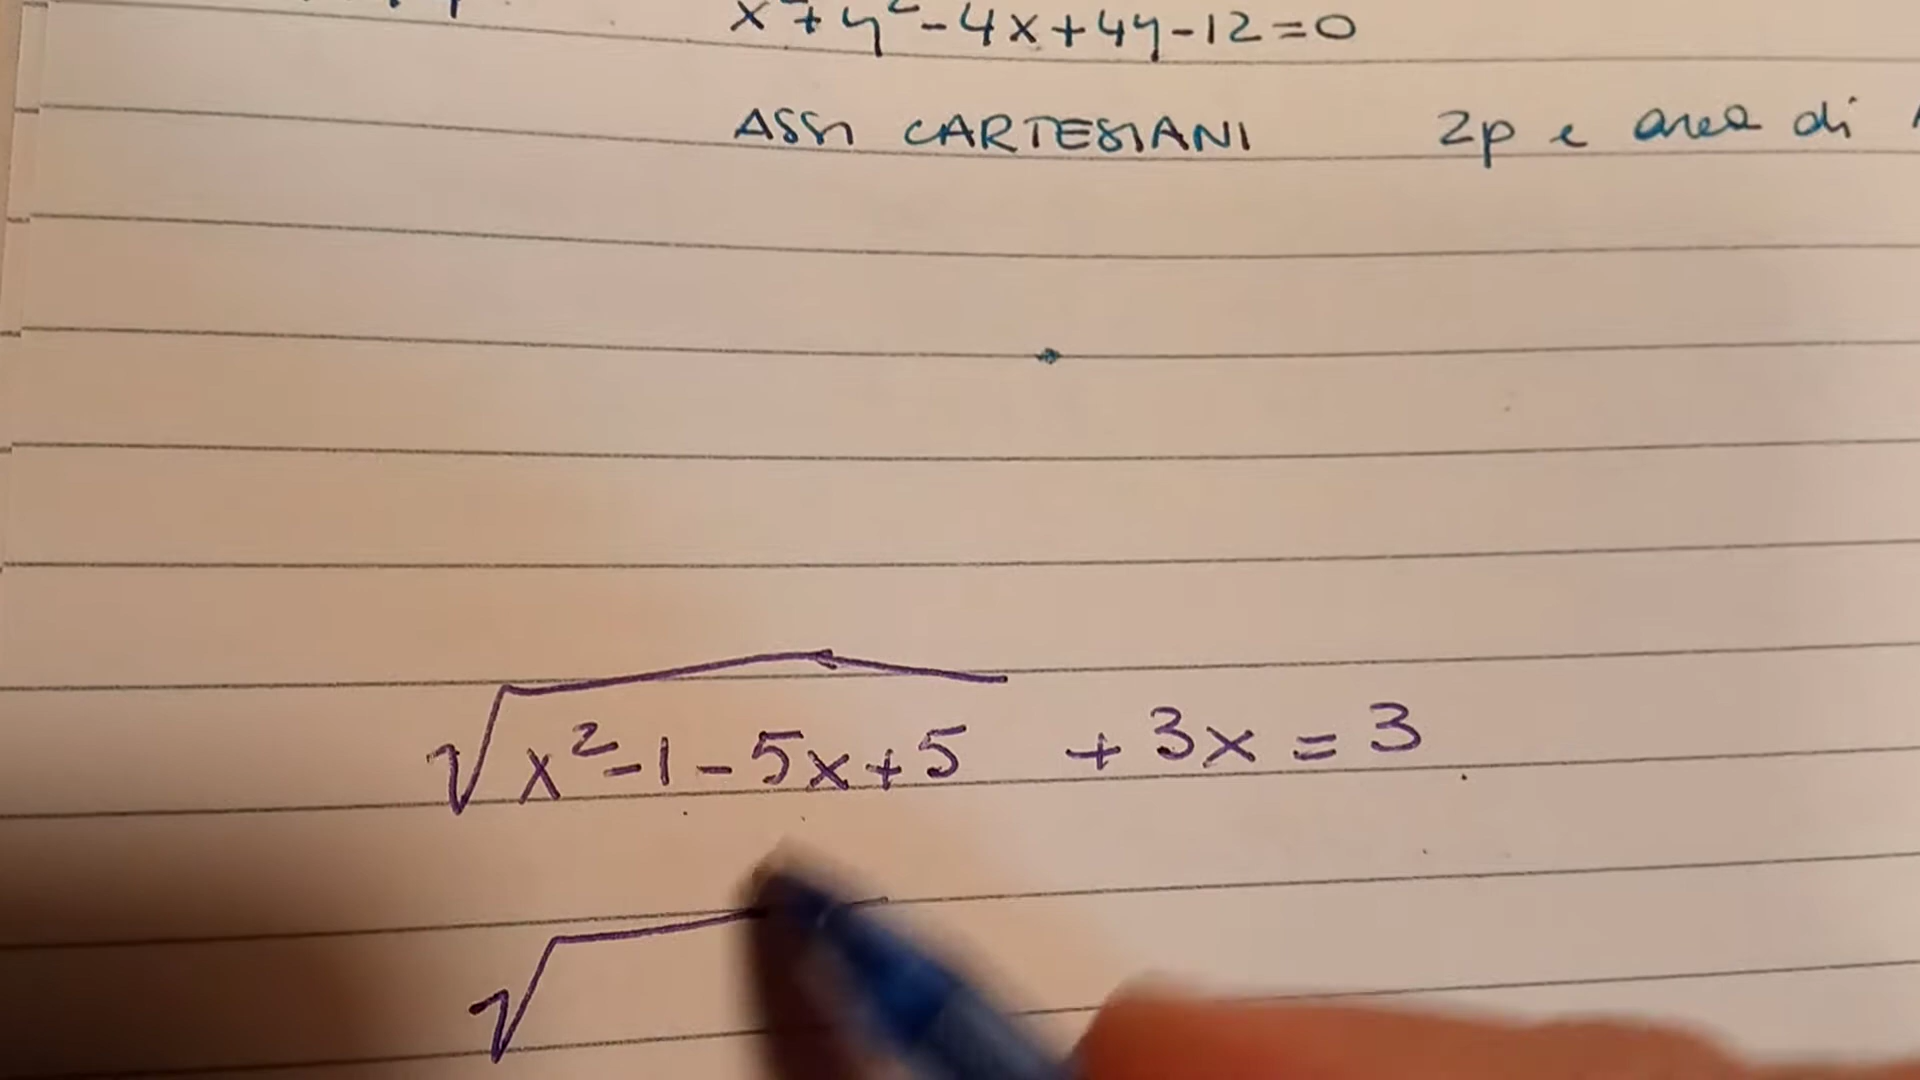 x²+y²-4x+4y-12=0
ASSI CARTESIANI 2p e area di
√x²-1-5x+5 +3x=3
√